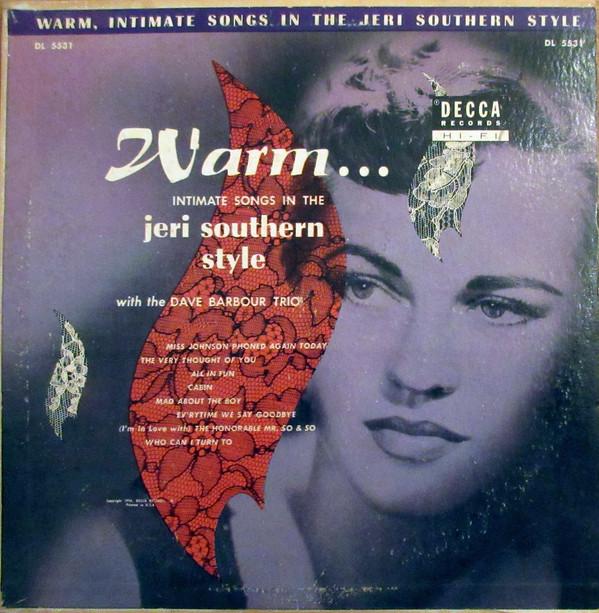 WARM, INTIMATE SONGS IN THE JERI SOUTHERN STYLE
DL 5531
DL 5531
DECCA
RECORDS
HI-FI
Warm...
INTIMATE SONGS IN THE
jeri southern
style
with the DAVE BARBOUR TRIO
MISS JOHNSON PHONED AGAIN TODAY
THE VERY THOUGHT OF YOU
ALL IN FUN
CABIN
MAD ABOUT THE BOY
EV'RYTIME WE SAY GOODBYE
(I'm In Love with) THE HONORABLE MR. SO & SO
WHO CAN I TURN TO
Printed in U.S.A.